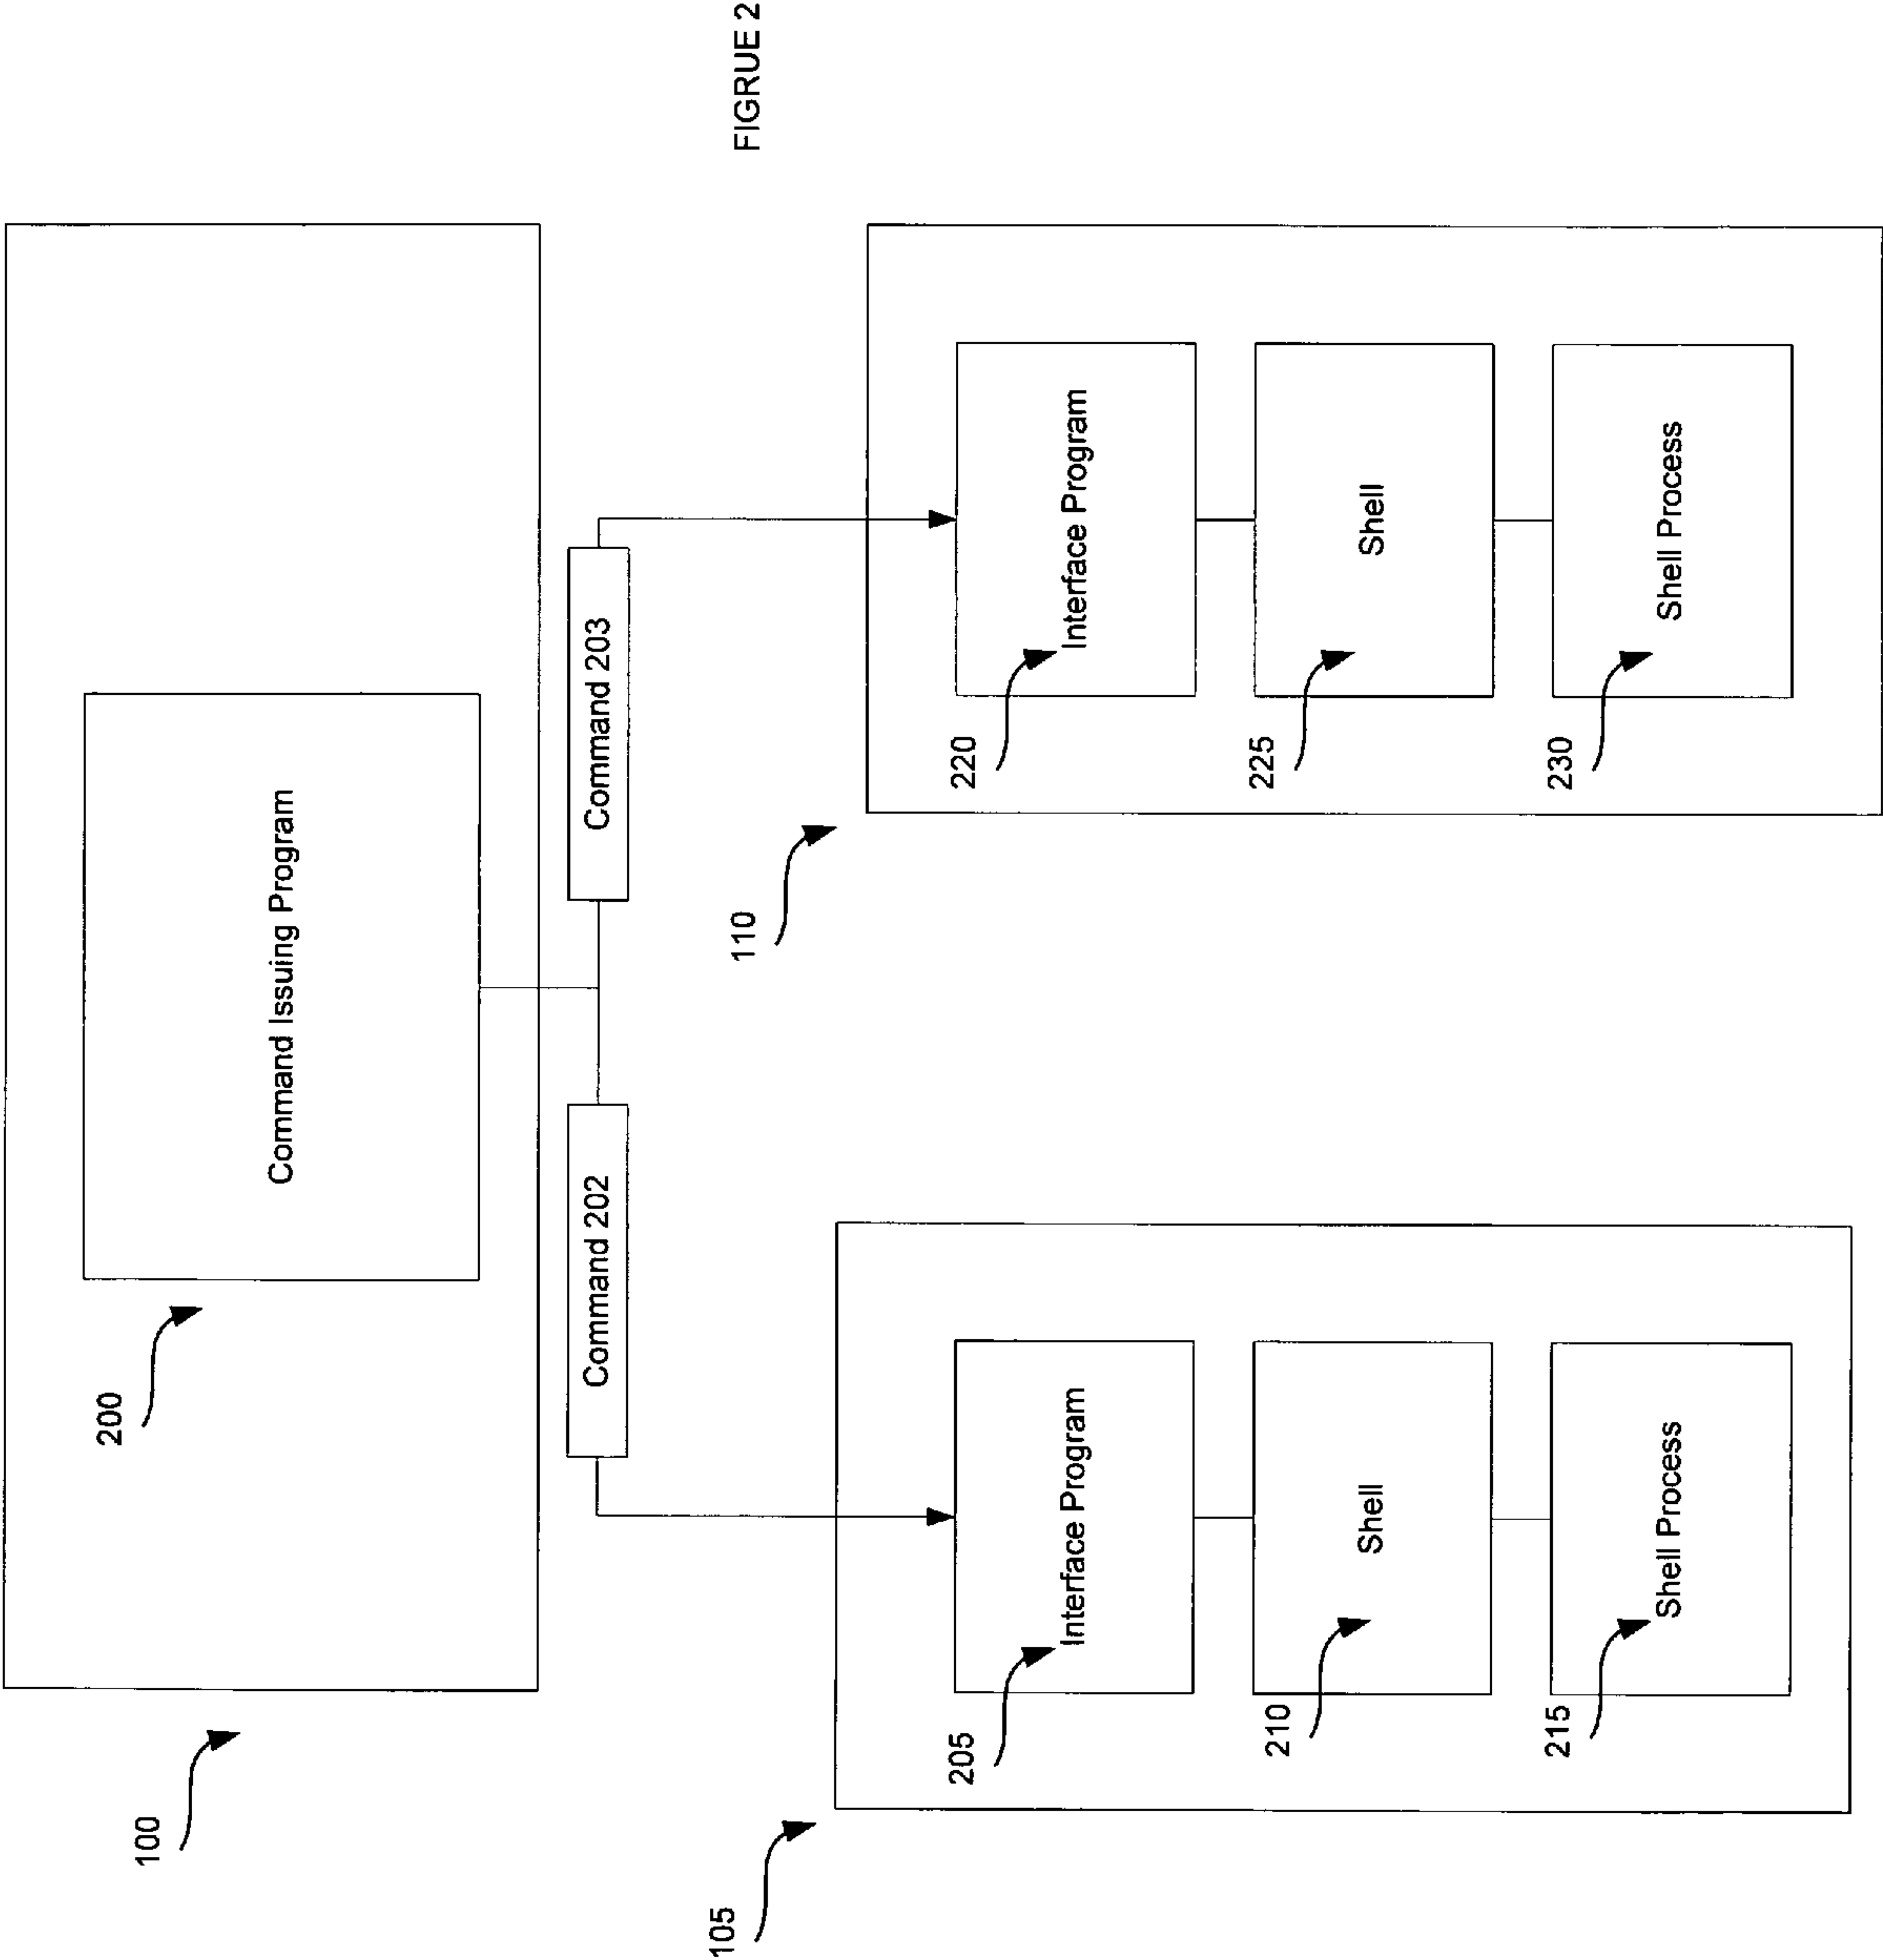 100
200
Command Issuing Program
Command 202
Command 203
105
205
Interface Program
210
Shell
215
Shell Process
110
220
Interface Program
225
Shell
230
Shell Process
FIGRUE 2